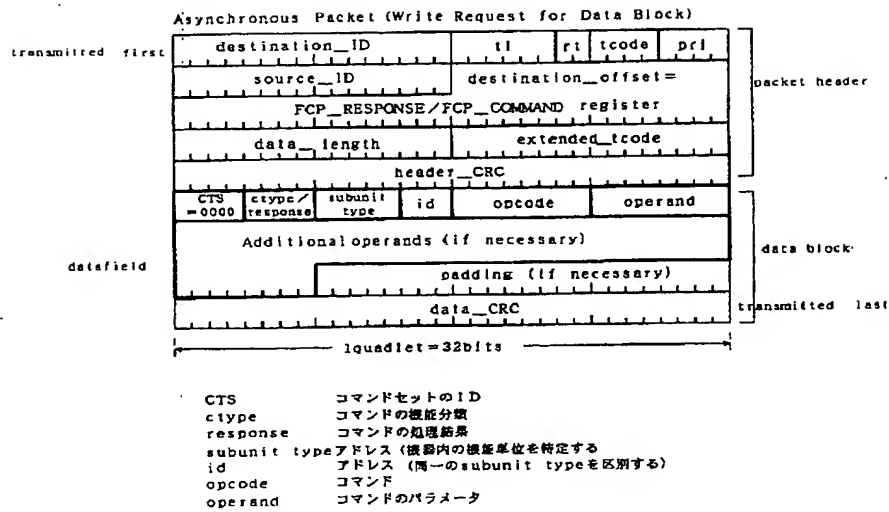 Asynchronous Packet (Write Request for Data Block)
transmitted first
destination_ID tl rt tcode pri
source_ID destination_offset=
packet header
FCP_RESPONSE/FCP_COMMAND register
data_length extended_tcode
header_CRC
CTS =0000 ctype/ response subunit type id opcode operand
Additional operands (if necessary)
data block
datafield
padding (if necessary)
data_CRC
transmitted last
1quadlet=32bits
CTS コマンドセットのID
ctype コマンドの機能分類
response コマンドの処理結果
subunit type アドレス (機器内の機能単位を特定する
id アドレス (同一のsubunit typeを区別する)
opcode コマンド
operand コマンドのパラメータ